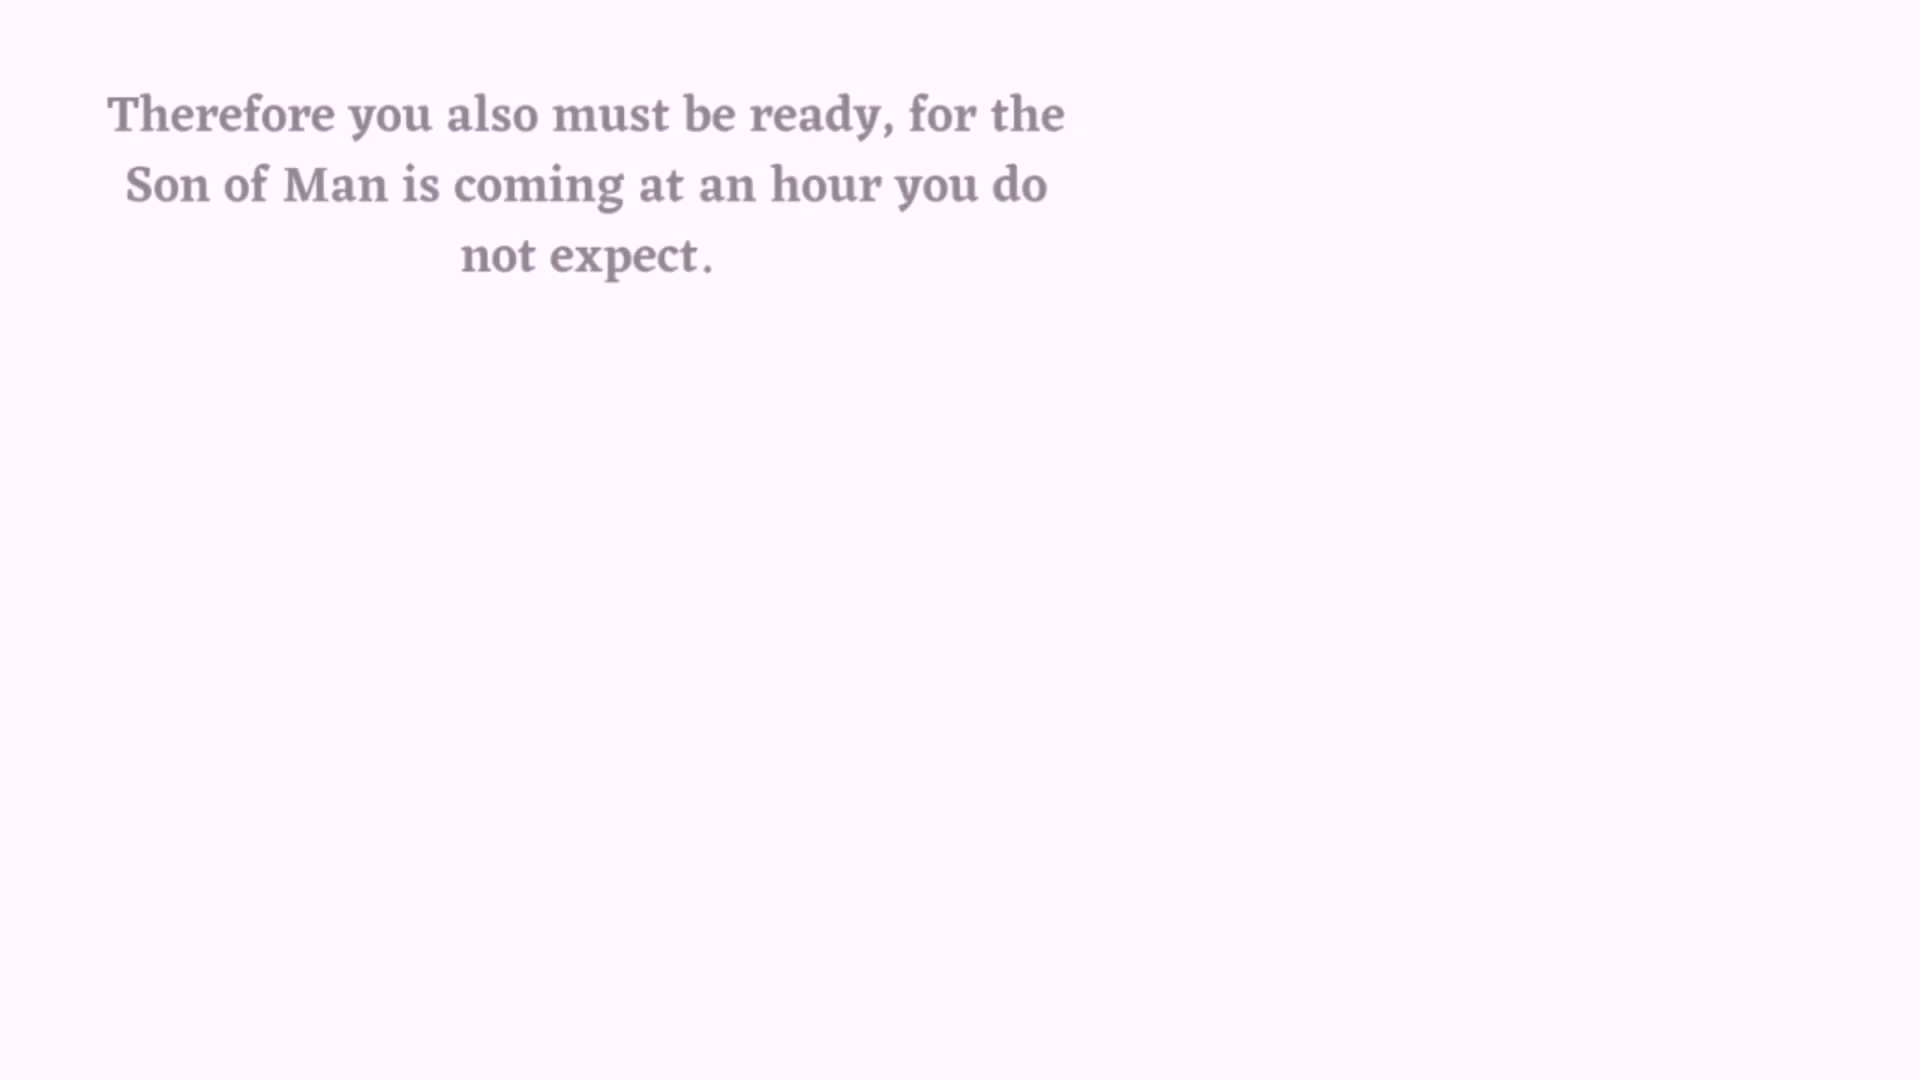 Therefore you also must be ready, for the
Son of Man is coming at an hour you do
not expect.